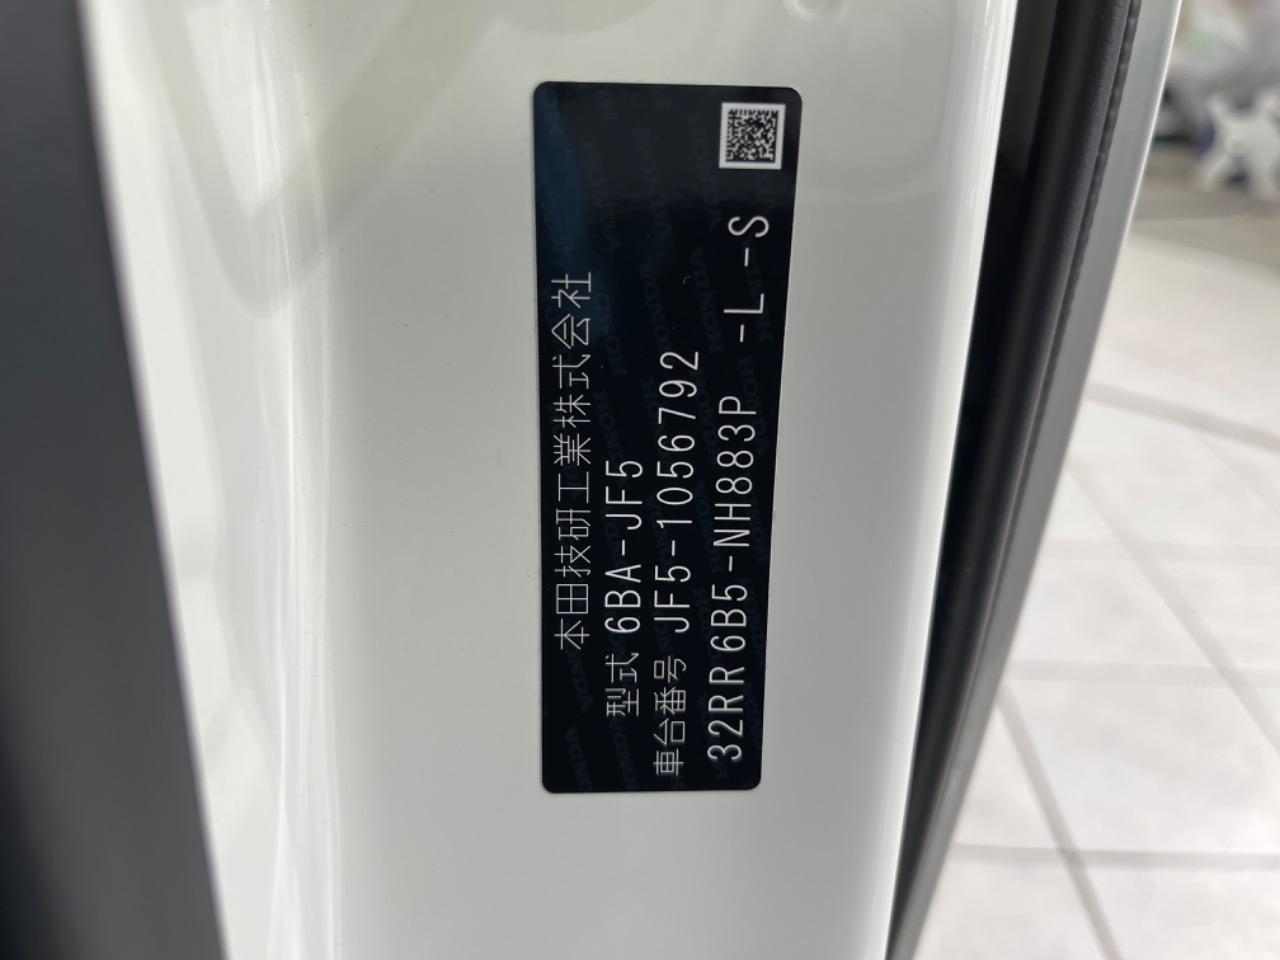 本田技研工業株式会社
型式 6BA-JF5
車台番号 JF5-1056792
32RR6B5-NH883P -L -S